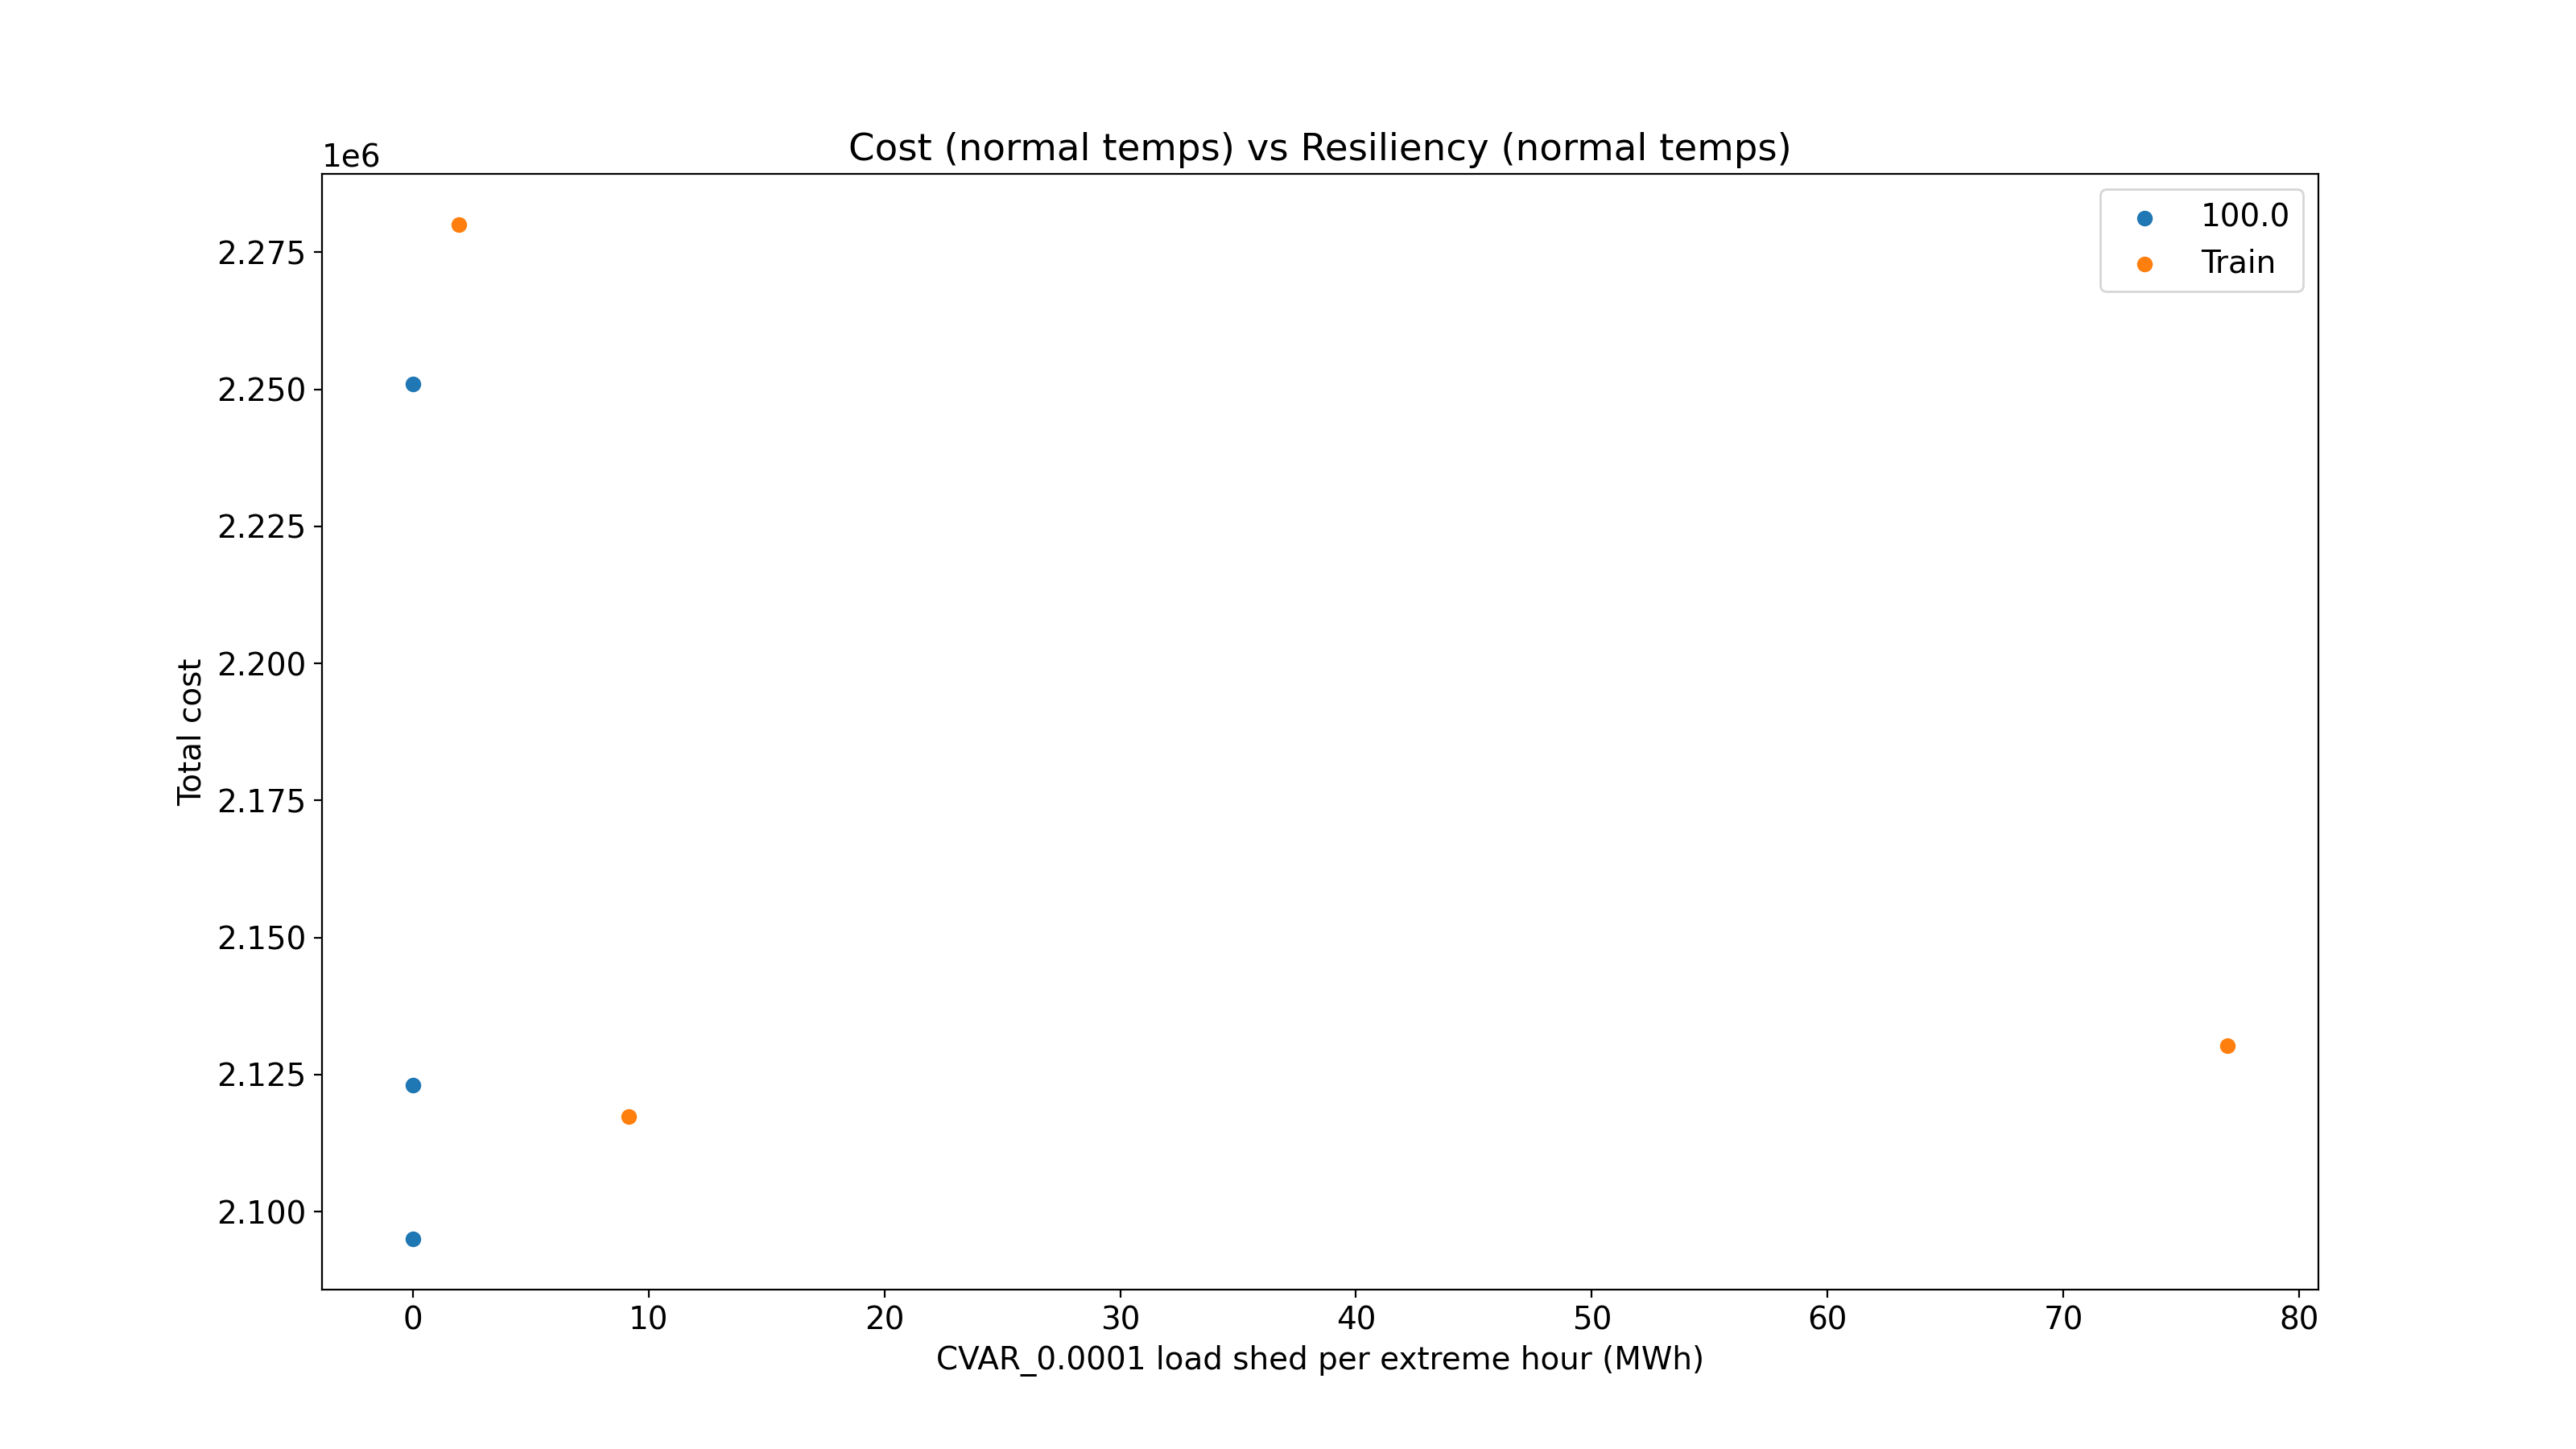 Cost (normal temps) vs Resiliency (normal temps)
1e6
100.0
Train
2.275
2.250
2.225
2.200
2.175
2.150
2.125
2.100
Total cost
0 10 20 30 40 50 60 70 80
CVAR_0.0001 load shed per extreme hour (MWh)